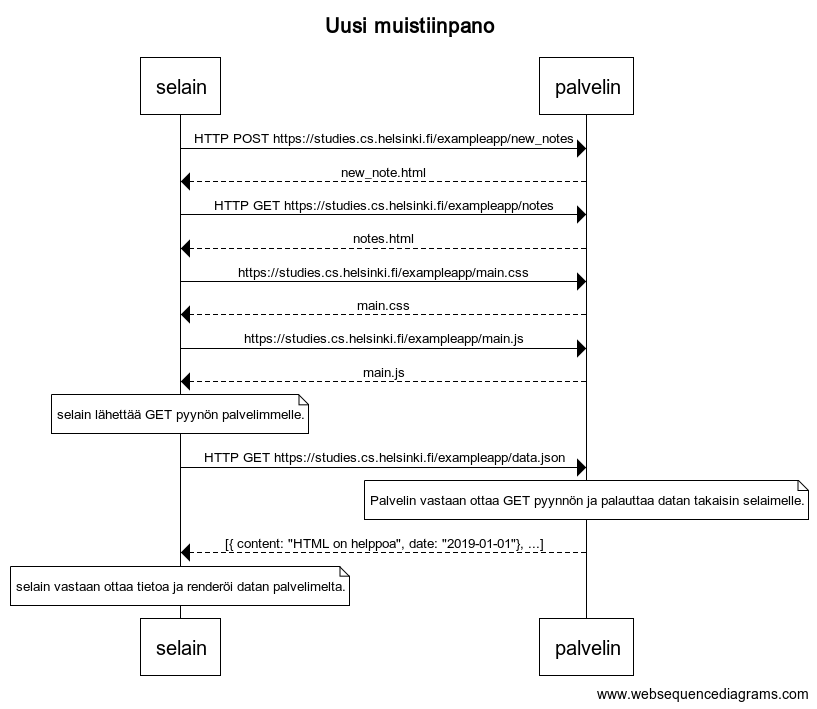 Uusi muistiinpano
selain
palvelin
HTTP POST https://studies.cs.helsinki.fi/exampleapp/new_notes
new_note.html
HTTP GET https://studies.cs.helsinki.fi/exampleapp/notes
notes.html
https://studies.cs.helsinki.fi/exampleapp/main.css
main.css
https://studies.cs.helsinki.fi/exampleapp/main.js
main.js
selain lähettää GET pyynön palvelimmelle.
HTTP GET https://studies.cs.helsinki.fi/exampleapp/data.json
Palvelin vastaan ottaa GET pyynnön ja palauttaa datan takaisin selaimelle.
[{ content: "HTML on helppoa", date: "2019-01-01"}, ...]
selain vastaan ottaa tietoa ja renderöi datan palvelimelta.
selain
palvelin
www.websequencediagrams.com